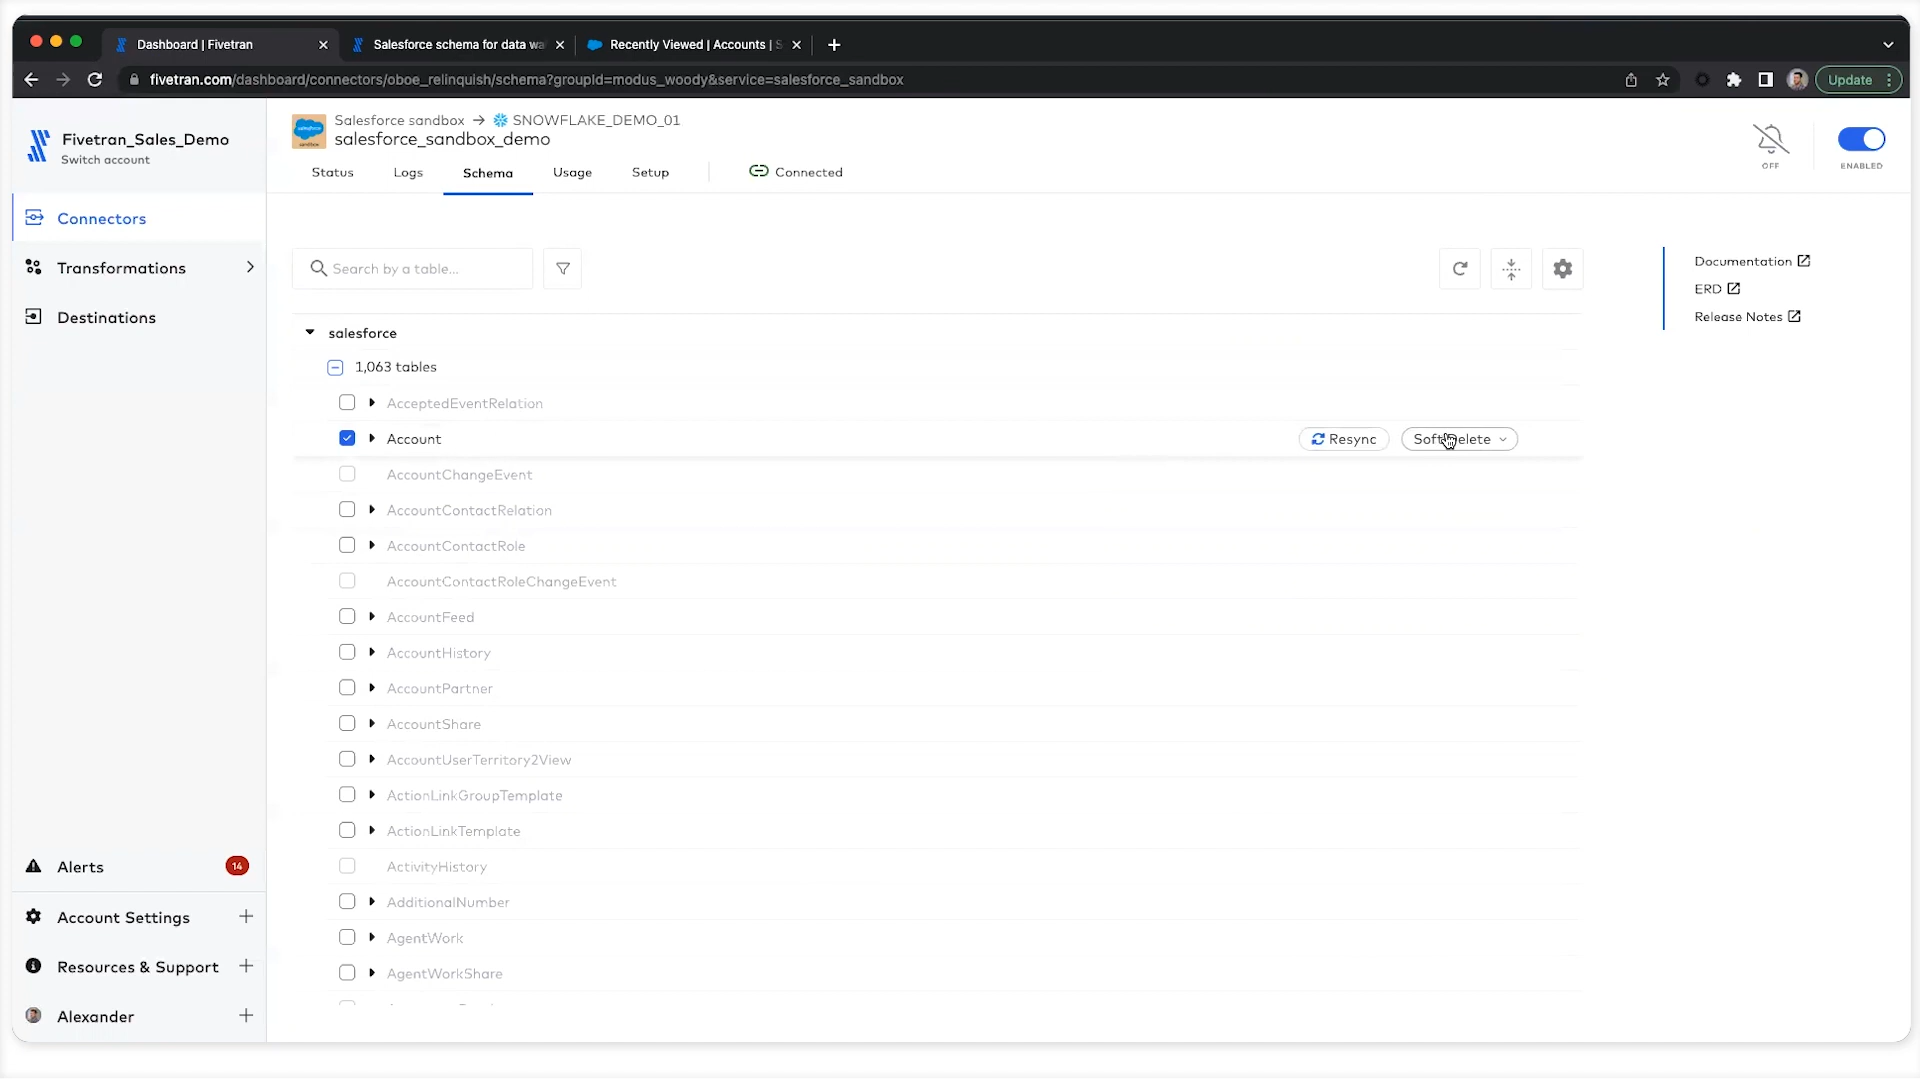 Dashboard | Fivetran
Salesforce schema for data wa
Recently Viewed | Accounts | S
fivetran.com/dashboard/connectors/oboe_relinquish/schema?groupId=modus_woody&service=salesforce_sandbox
Update
Fivetran_Sales_Demo
Switch account
Salesforce sandbox → SNOWFLAKE_DEMO_01
salesforce_sandbox_demo
OFF
ENABLED
Status Logs Schema Usage Setup Connected
Connectors
Transformations
Destinations
Search by a table...
Documentation
ERD
Release Notes
salesforce
1,063 tables
AcceptedEventRelation
Account Resync Soft Delete
AccountChangeEvent
AccountContactRelation
AccountContactRole
AccountContactRoleChangeEvent
AccountFeed
AccountHistory
AccountPartner
AccountShare
AccountUserTerritory2View
ActionLinkGroupTemplate
ActionLinkTemplate
ActivityHistory
AdditionalNumber
AgentWork
AgentWorkShare
Alerts 14
Account Settings
Resources & Support
Alexander